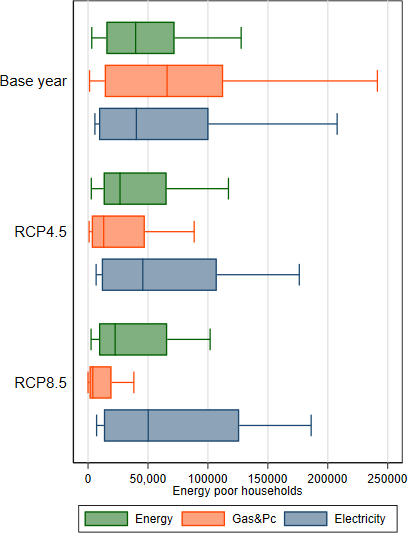 Base year
RCP4.5
RCP8.5
0 50,000 100000 150000 200000 250000
Energy poor households
Energy Gas&Pc Electricity